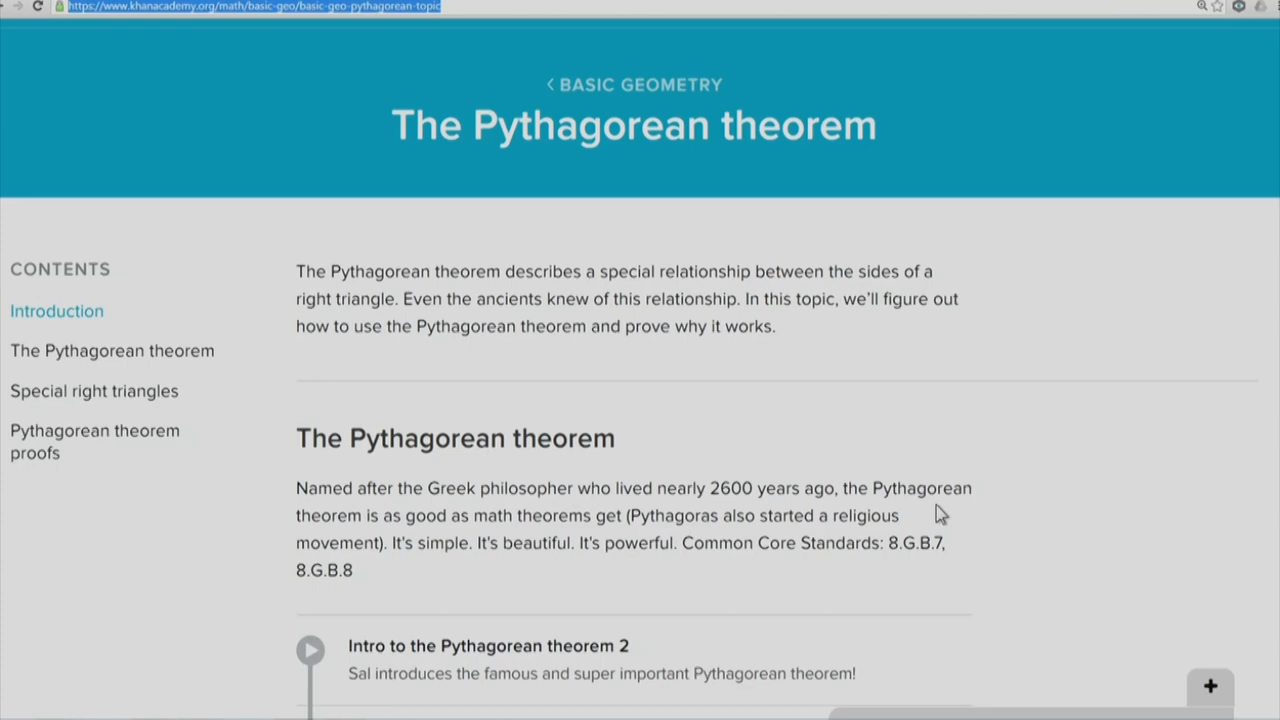 https://www.khanacademy.org/math/basic-geo/basic-geo-pythagorean-topic
< BASIC GEOMETRY
The Pythagorean theorem
CONTENTS
Introduction
The Pythagorean theorem
Special right triangles
Pythagorean theorem
proofs
The Pythagorean theorem describes a special relationship between the sides of a
right triangle. Even the ancients knew of this relationship. In this topic, we'll figure out
how to use the Pythagorean theorem and prove why it works.
The Pythagorean theorem
Named after the Greek philosopher who lived nearly 2600 years ago, the Pythagorean
theorem is as good as math theorems get (Pythagoras also started a religious
movement). It's simple. It's beautiful. It's powerful. Common Core Standards: 8.G.B.7,
8.G.B.8
Intro to the Pythagorean theorem 2
Sal introduces the famous and super important Pythagorean theorem!
+